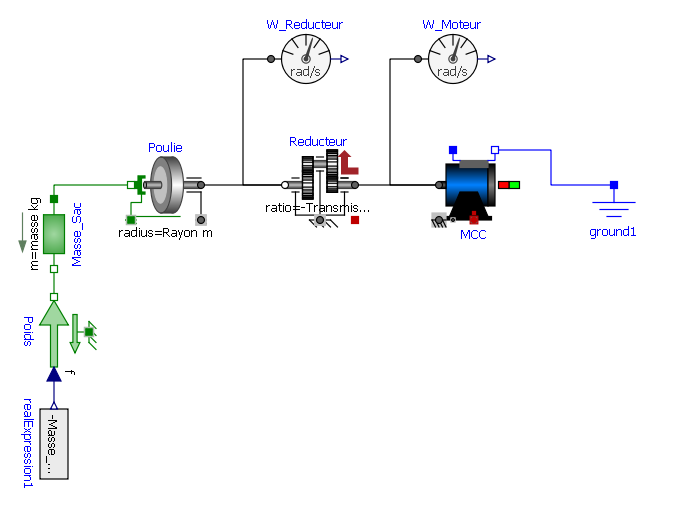 W_Reducteur
W_Moteur
rad/s
rad/s
Poulie
Reducteur
ratio=-Transmis...
radius=Rayon m
MCC
ground1
m=masse kg
Masse_Sac
Poids
f
realExpression1
-Masse_...